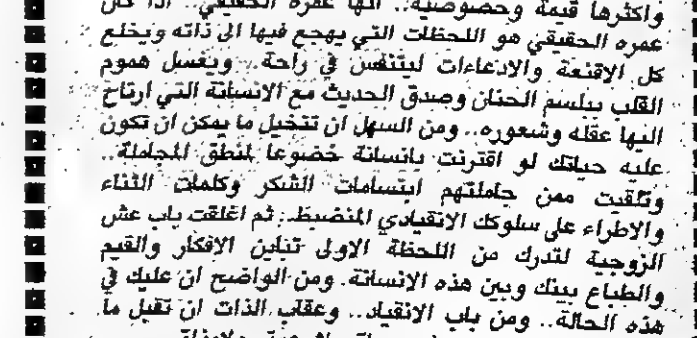 واكثرها قيمة وخصوصية.. انها عمره الحقيقي.. اذا كان
عمره الحقيقي هو اللحظات التي يهجع فيها الى ذاته ويخلع
كل الاقنعة والادعاءات ليتنفس في راحة.. ويغسل هموم
القلب ببلسم الحنان وصدق الحديث مع الانسانة التي ارتاح
اليها عقله وشعوره.. ومن السهل ان تتخيل ما يمكن ان تكون
عليه حياتك لو اقترنت بانسانة خضوعا لمنطق المجاملة..
وتلقيت ممن جاملتهم ابتسامات الشكر وكلمات الثناء
والاطراء على سلوكك الانقيادي المنضبط. ثم اغلقت باب عش
الزوجية لتدرك من اللحظة الاولى تباين الافكار والقيم
والطباع بينك وبين هذه الانسانة. ومن الواضح ان عليك في
هذه الحالة.. ومن باب الانقياد.. وعقاب الذات ان تقبل ما